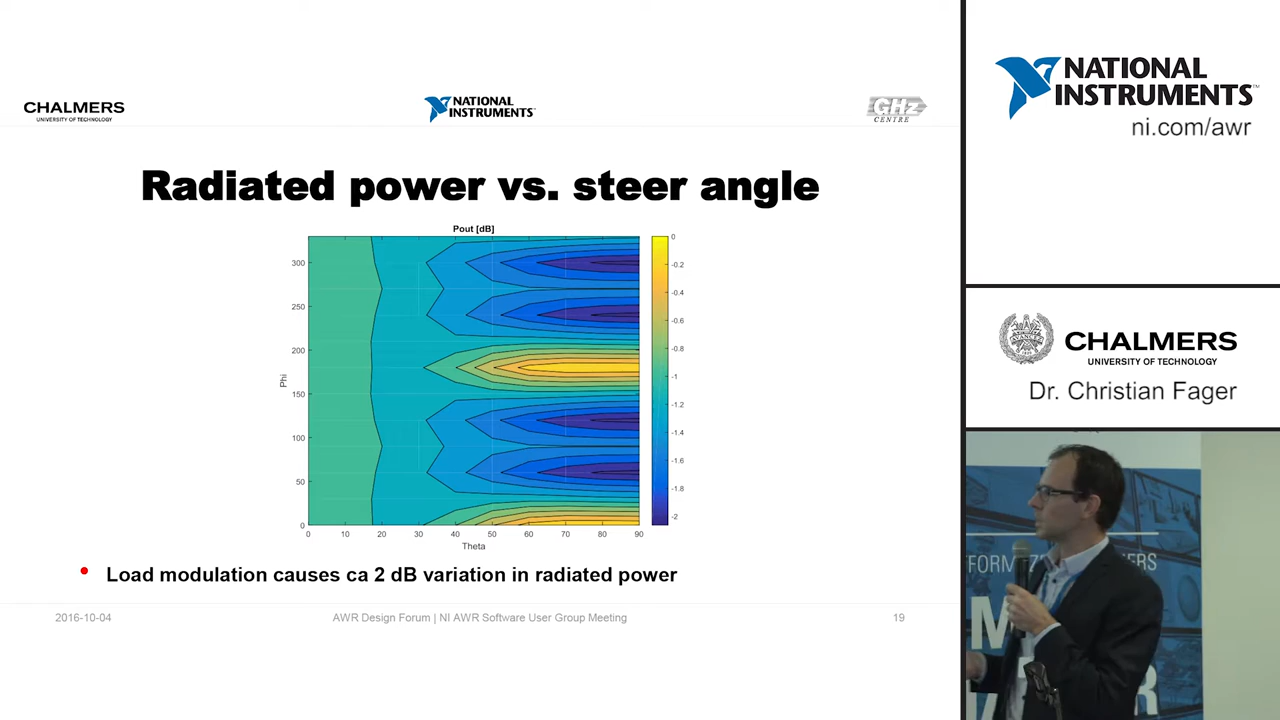 CHALMERS
UNIVERSITY OF TECHNOLOGY
NATIONAL
INSTRUMENTS
GHz
CENTRE
Radiated power vs. steer angle
Pout [dB]
300
250
200
150
100
50
0
Phi
0 10 20 30 40 50 60 70 80 90
Theta
0
-0.2
-0.4
-0.6
-0.8
-1
-1.2
-1.4
-1.6
-1.8
-2
• Load modulation causes ca 2 dB variation in radiated power
2016-10-04
AWR Design Forum | NI AWR Software User Group Meeting
19
NATIONAL
INSTRUMENTS
ni.com/awr
CHALMERS
UNIVERSITY OF TECHNOLOGY
Dr. Christian Fager